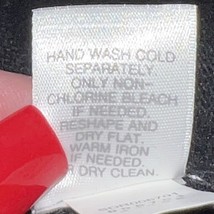 HAND WASH COLD
SEPARATELY
ONLY NON-
CHLORINE BLEACH
IF NEEDED.
RESHAPE AND
DRY FLAT.
WARM IRON
IF NEEDED.
DRY CLEAN.